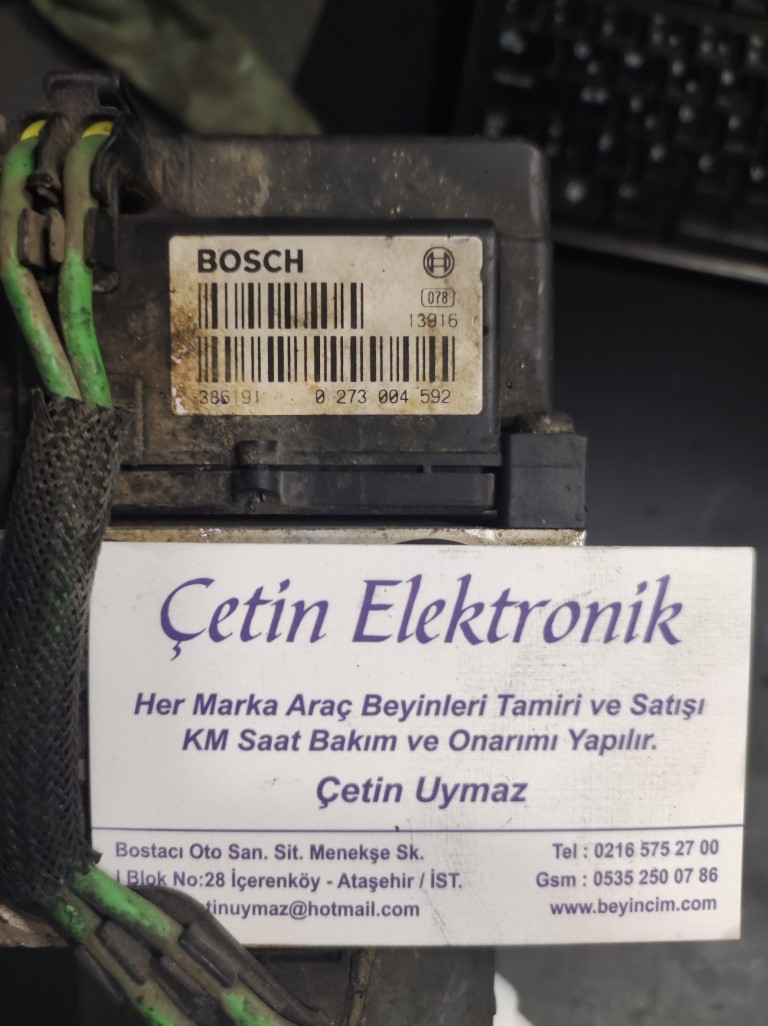 BOSCH
078
13916
386191 0 273 004 592
Çetin Elektronik
Her Marka Araç Beyinleri Tamiri ve Satışı
KM Saat Bakım ve Onarımı Yapılır.
Çetin Uymaz
Bostacı Oto San. Sit. Menekşe Sk.
Blok No:28 İçerenköy - Ataşehir / İST.
tinuymaz@hotmail.com
Tel : 0216 575 27 00
Gsm : 0535 250 07 86
www.beyincim.com